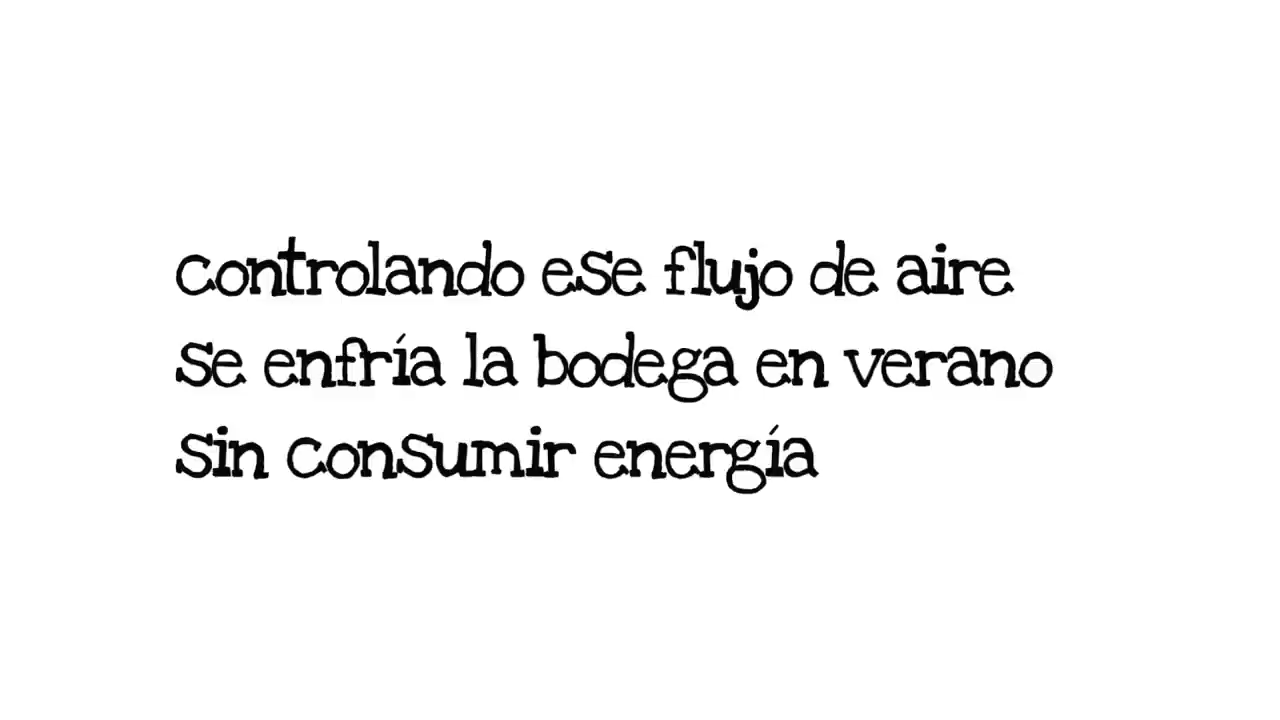 controlando ese flujo de aire
se enfría la bodega en verano
sin consumir energía